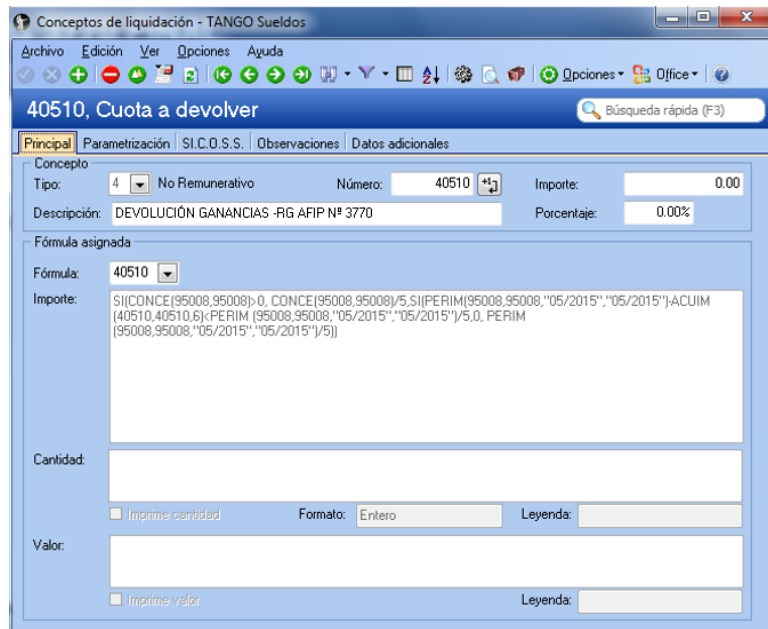 Conceptos de liquidación - TANGO Sueldos
Archivo Edición Ver Opciones Ayuda
Opciones Office
40510, Cuota a devolver
Búsqueda rápida (F3)
Principal Parametrización SI.C.O.S.S. Observaciones Datos adicionales
Concepto
Tipo: 4 No Remunerativo Número: 40510 Importe: 0.00
Descripción: DEVOLUCIÓN GANANCIAS -RG AFIP Nº 3770 Porcentaje: 0.00%
Fórmula asignada
Fórmula: 40510
Importe: SI(CONCE(95008,95008)>0, CONCE(95008,95008)/5,SI(PERIM(95008,95008,"05/2015","05/2015")-ACUIM
(40510,40510,6)<PERIM (95008,95008,"05/2015","05/2015")/5,0, PERIM
(95008,95008,"05/2015","05/2015")/5))
Cantidad:
Imprime cantidad Formato: Entero Leyenda:
Valor:
Imprime valor Leyenda: